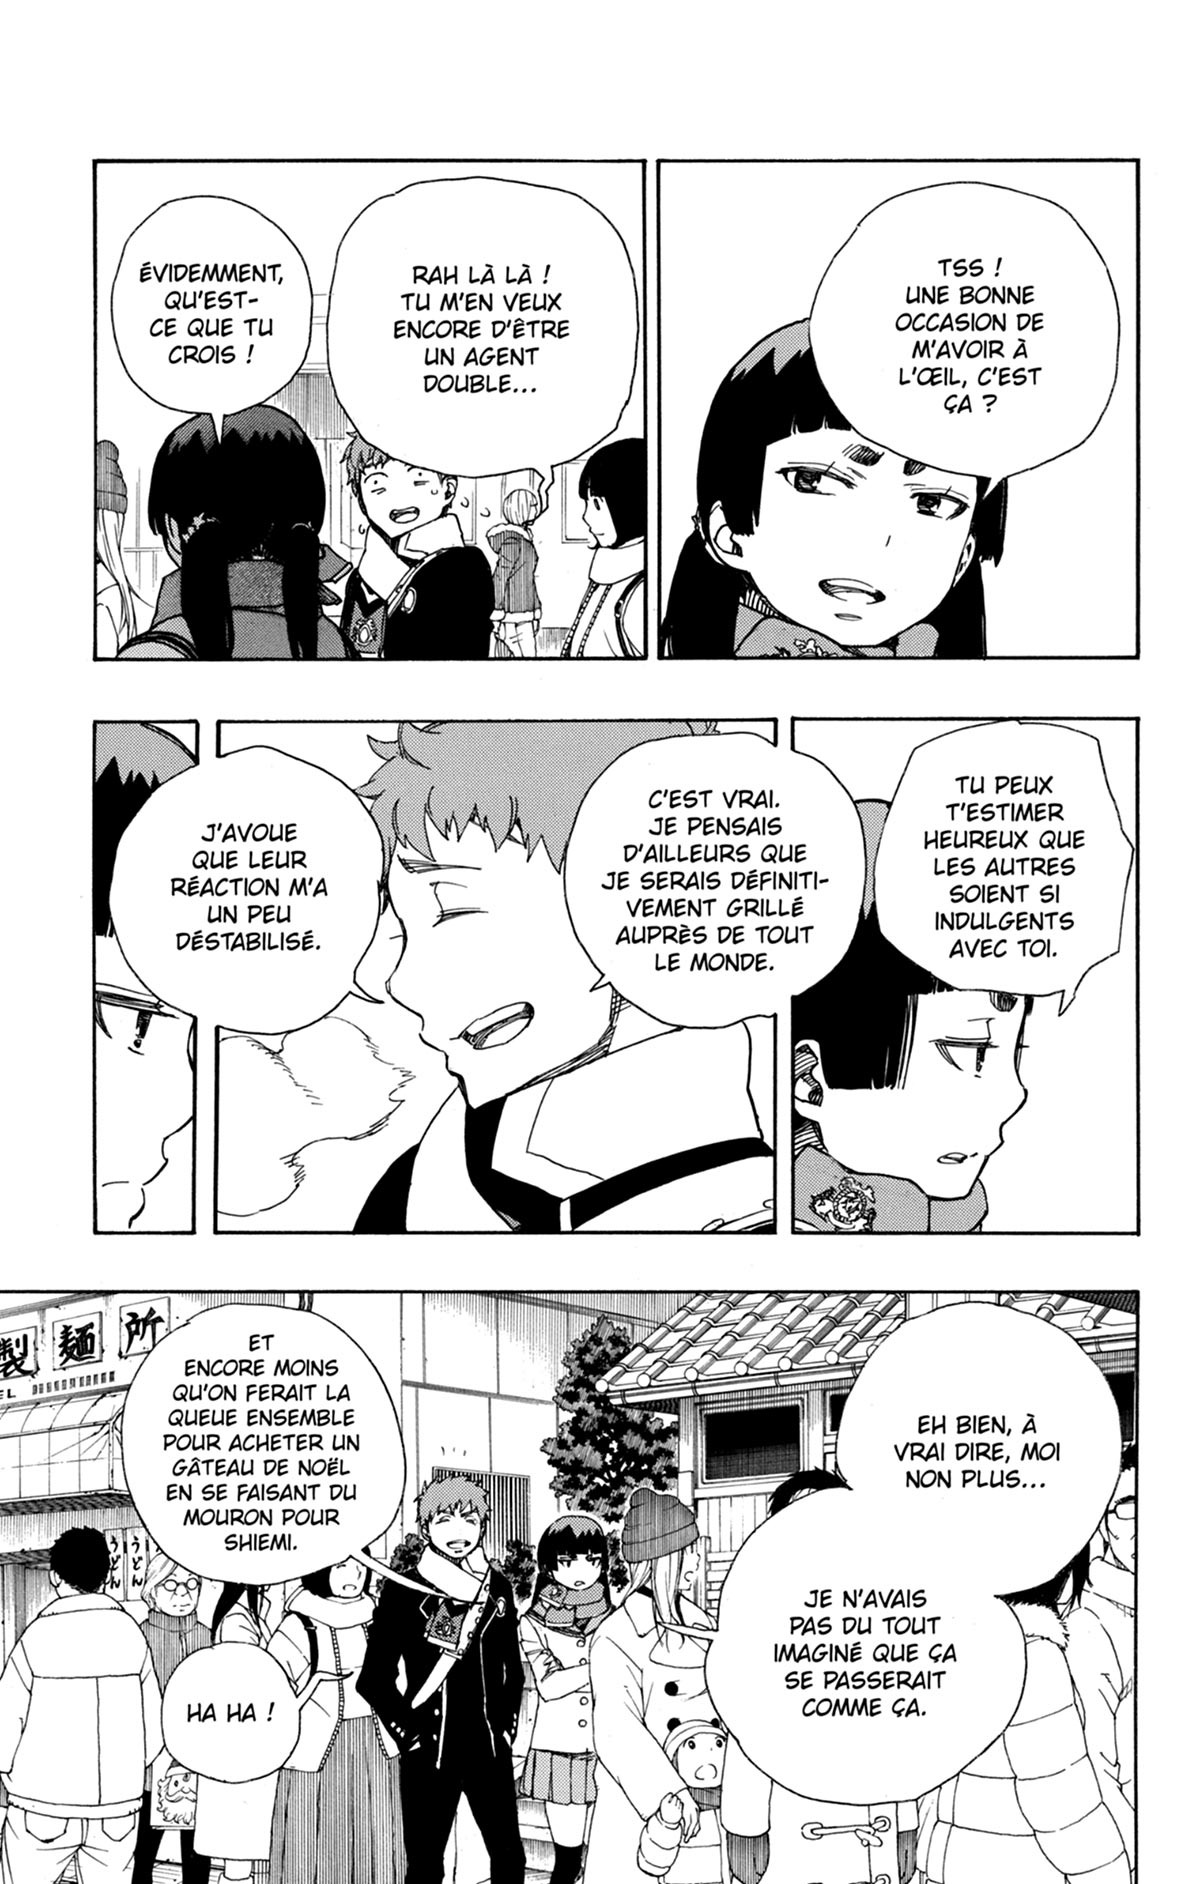 TSS !
UNE BONNE
OCCASION DE
M'AVOIR À
L'ŒIL, C'EST
ÇA ?
RAH LÀ LÀ !
TU M'EN VEUX
ENCORE D'ÊTRE
UN AGENT
DOUBLE...
ÉVIDEMMENT,
QU'EST-
CE QUE TU
CROIS !
TU PEUX
T'ESTIMER
HEUREUX QUE
LES AUTRES
SOIENT SI
INDULGENTS
AVEC TOI.
C'EST VRAI.
JE PENSAIS
D'AILLEURS QUE
JE SERAIS DÉFINITI-
VEMENT GRILLÉ
AUPRÈS DE TOUT
LE MONDE.
J'AVOUE
QUE LEUR
RÉACTION M'A
UN PEU
DÉSTABILISÉ.
EH BIEN, À
VRAI DIRE, MOI
NON PLUS...
JE N'AVAIS
PAS DU TOUT
IMAGINÉ QUE ÇA
SE PASSERAIT
COMME ÇA.
ET
ENCORE MOINS
QU'ON FERAIT LA
QUEUE ENSEMBLE
POUR ACHETER UN
GÂTEAU DE NOËL
EN SE FAISANT DU
MOURON POUR
SHIEMI.
HA HA !
製麺所
うどん
うどん